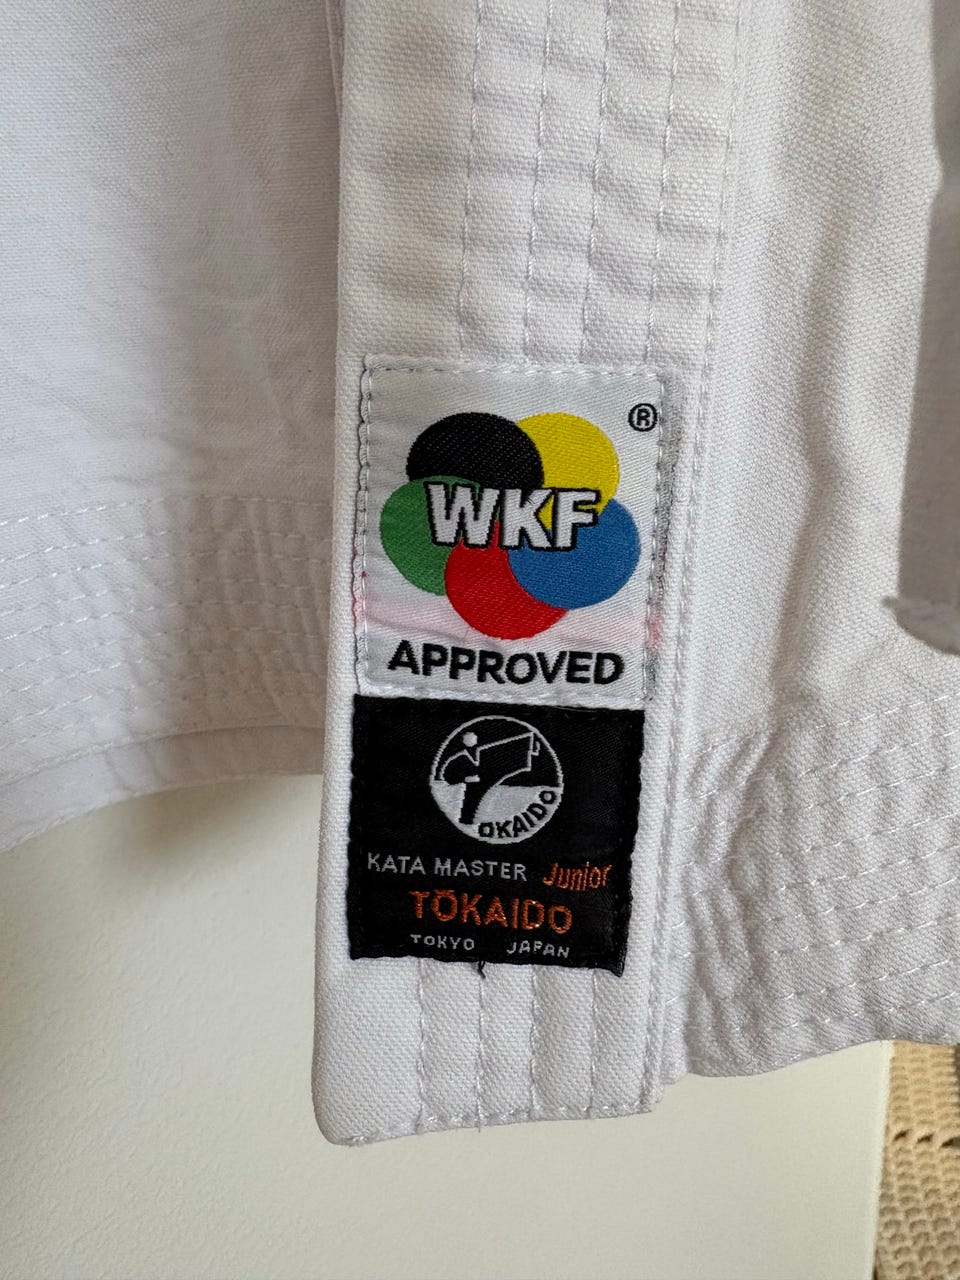 ®
WKF
APPROVED
TOKAIDO
KATA MASTER Junior
TŌKAIDO
TOKYO JAPAN